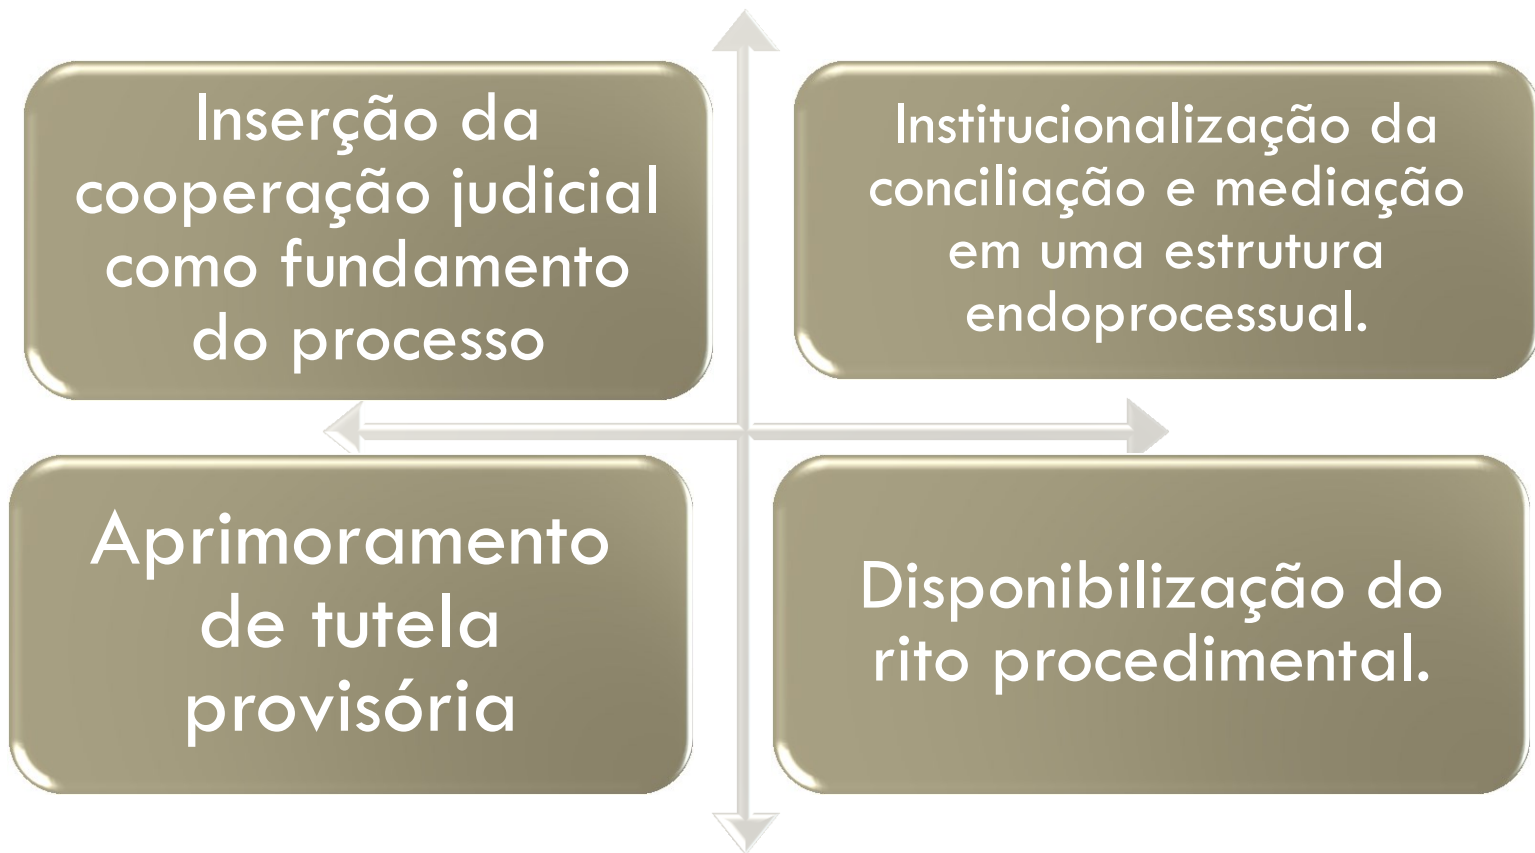 Inserção da
cooperação judicial
como fundamento
do processo
Institucionalização da
conciliação e mediação
em uma estrutura
endoprocessual.
Aprimoramento
de tutela
provisória
Disponibilização do
rito procedimental.